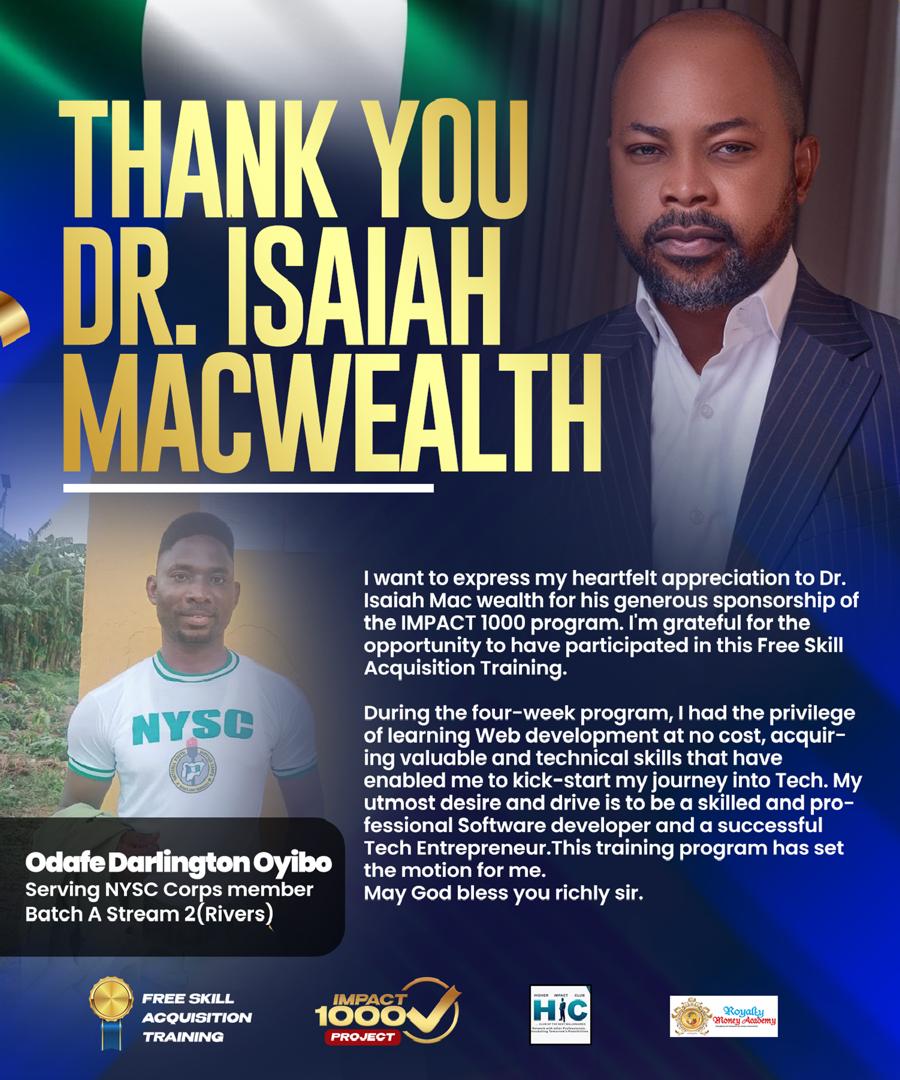 THANK YOU
DR. ISAIAH
MACWEALTH
NYSC
I want to express my heartfelt appreciation to Dr.
Isaiah Mac wealth for his generous sponsorship of
the IMPACT 1000 program. I'm grateful for the
opportunity to have participated in this Free Skill
Acquisition Training.
During the four-week program, I had the privilege
of learning Web development at no cost, acquir-
ing valuable and technical skills that have
enabled me to kick-start my journey into Tech. My
utmost desire and drive is to be a skilled and pro-
fessional Software developer and a successful
Tech Entrepreneur.This training program has set
the motion for me.
May God bless you richly sir.
Odafe Darlington Oyibo
Serving NYSC Corps member
Batch A Stream 2(Rivers)
FREE SKILL
ACQUISITION
TRAINING
IMPACT
1000
PROJECT
HIGHER IMPACT CLUB
HIC
Royalty
Money Academy